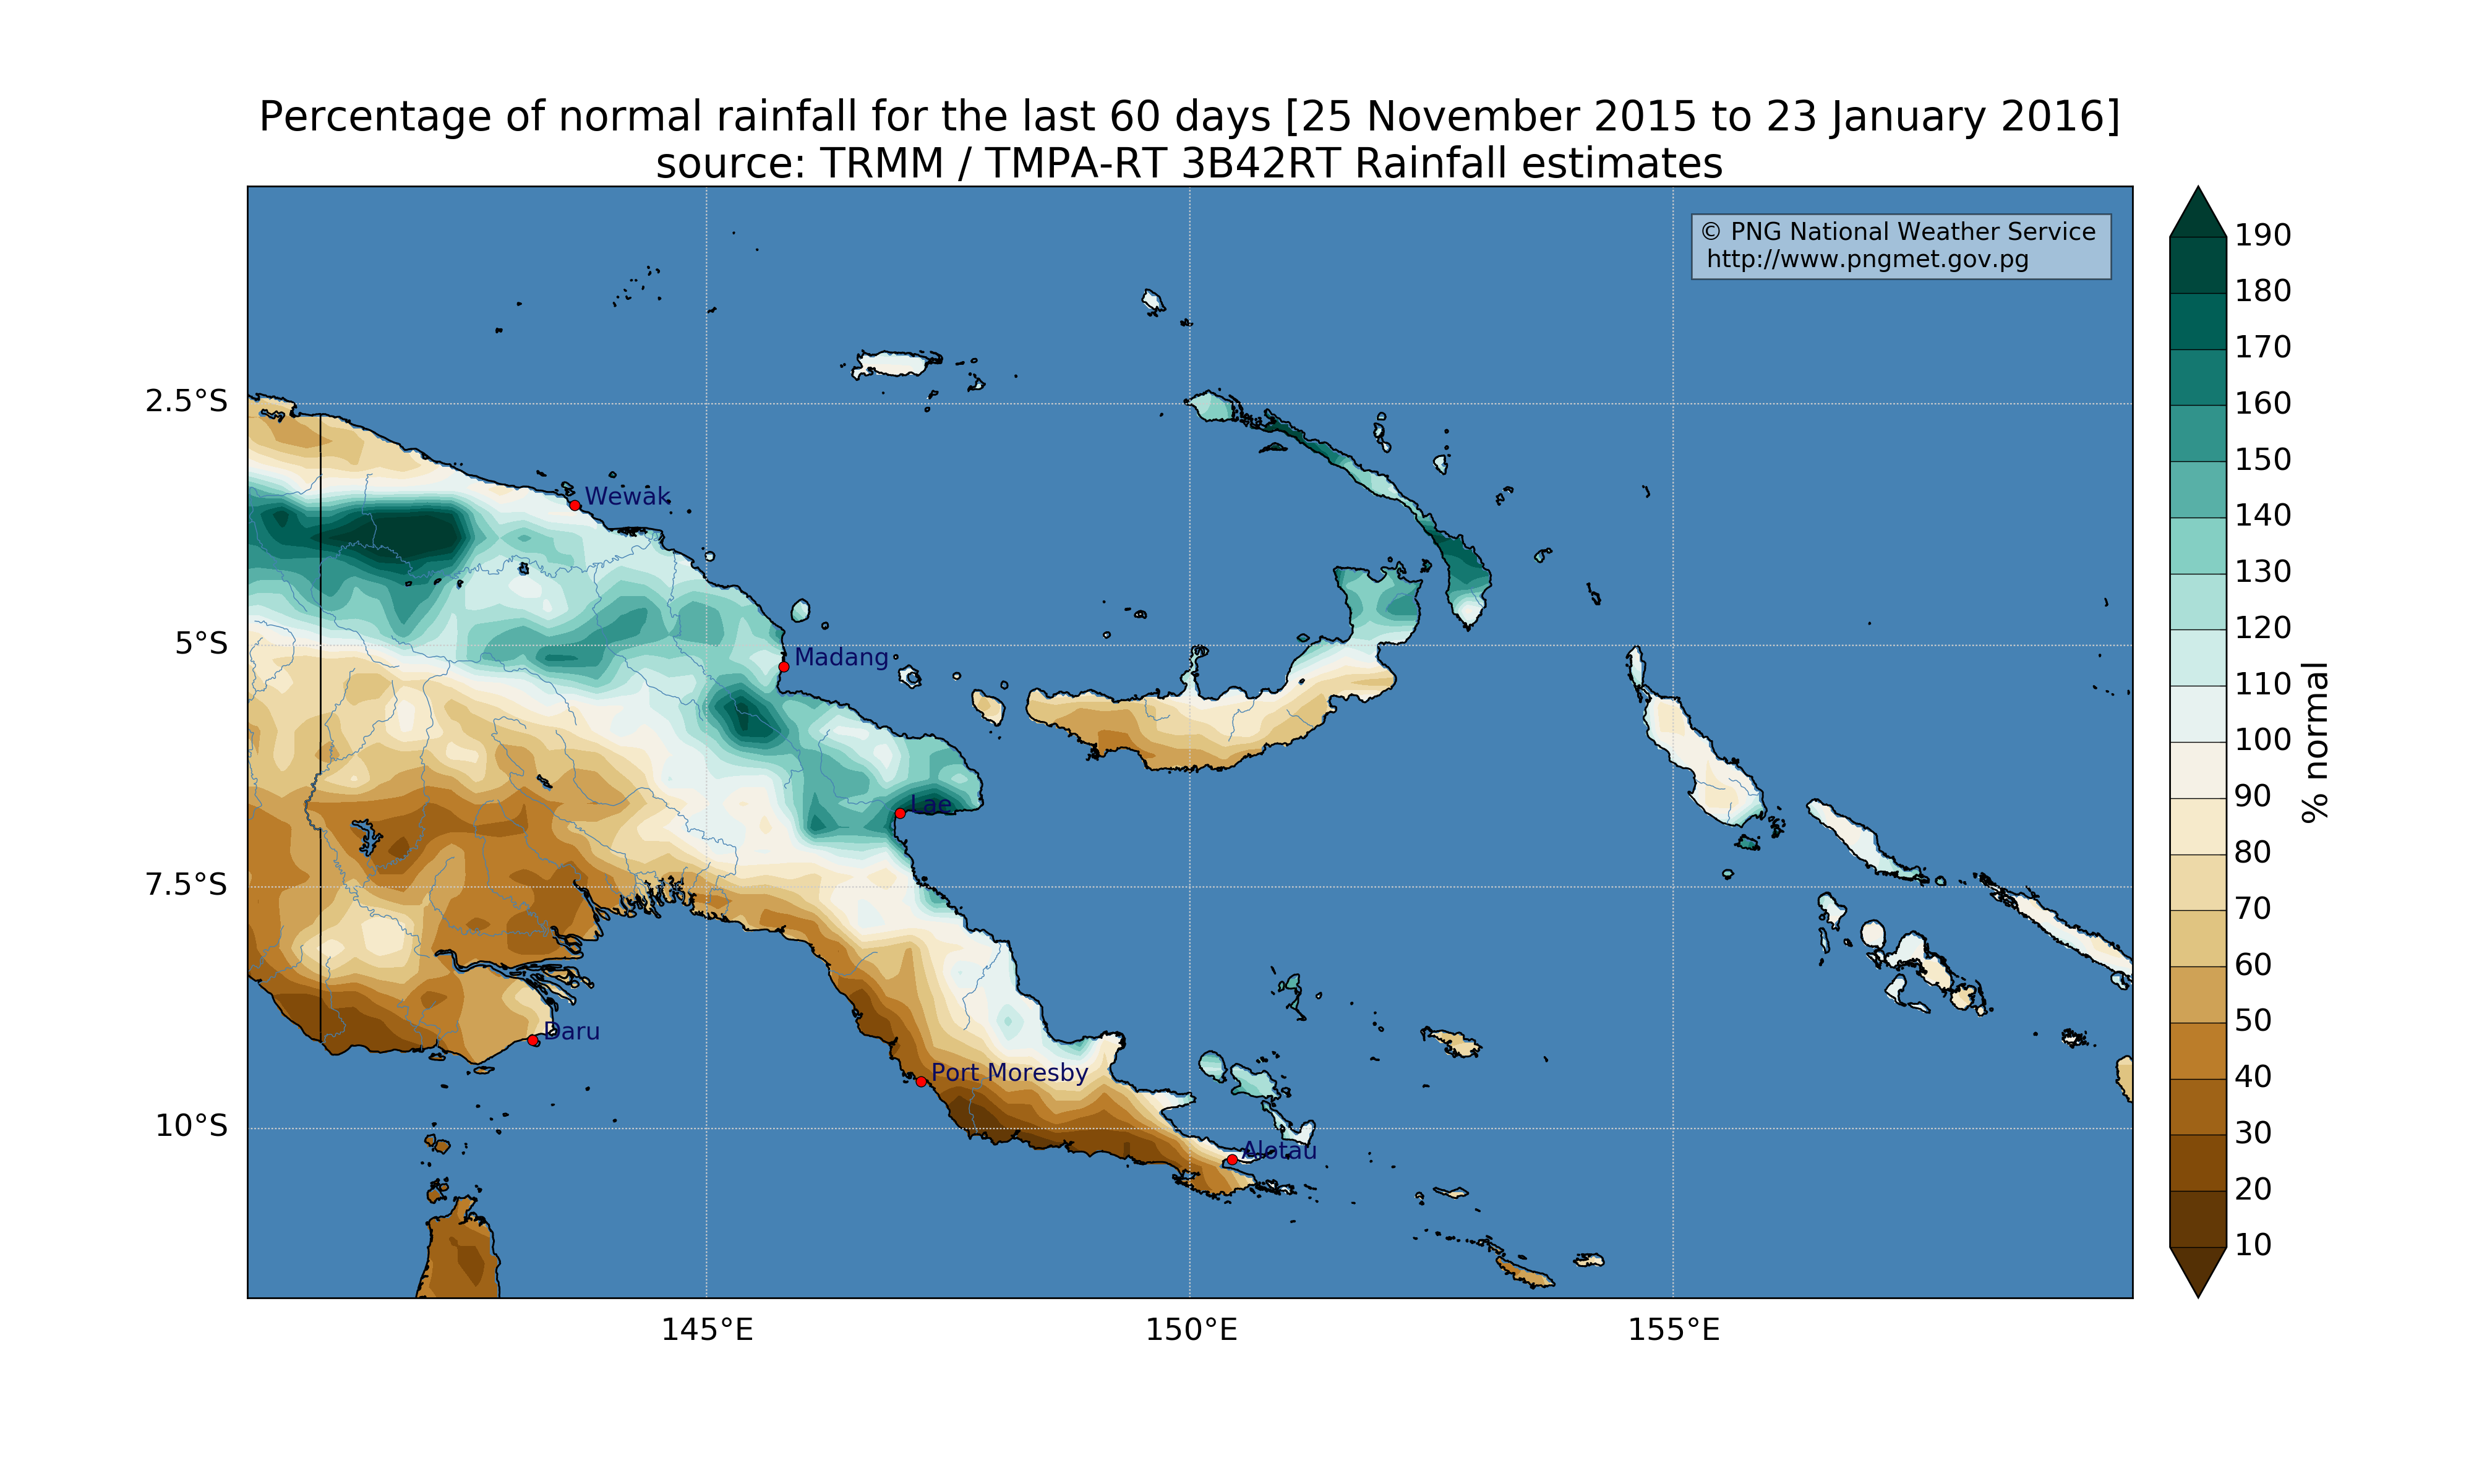 Percentage of normal rainfall for the last 60 days [25 November 2015 to 23 January 2016]
source: TRMM / TMPA-RT 3B42RT Rainfall estimates
© PNG National Weather Service
http://www.pngmet.gov.pg
2.5°S
5°S
7.5°S
10°S
Wewak
Madang
Lae
Daru
Port Moresby
Alotau
145°E
150°E
155°E
190
180
170
160
150
140
130
120
110
100
90
80
70
60
50
40
30
20
10
% normal